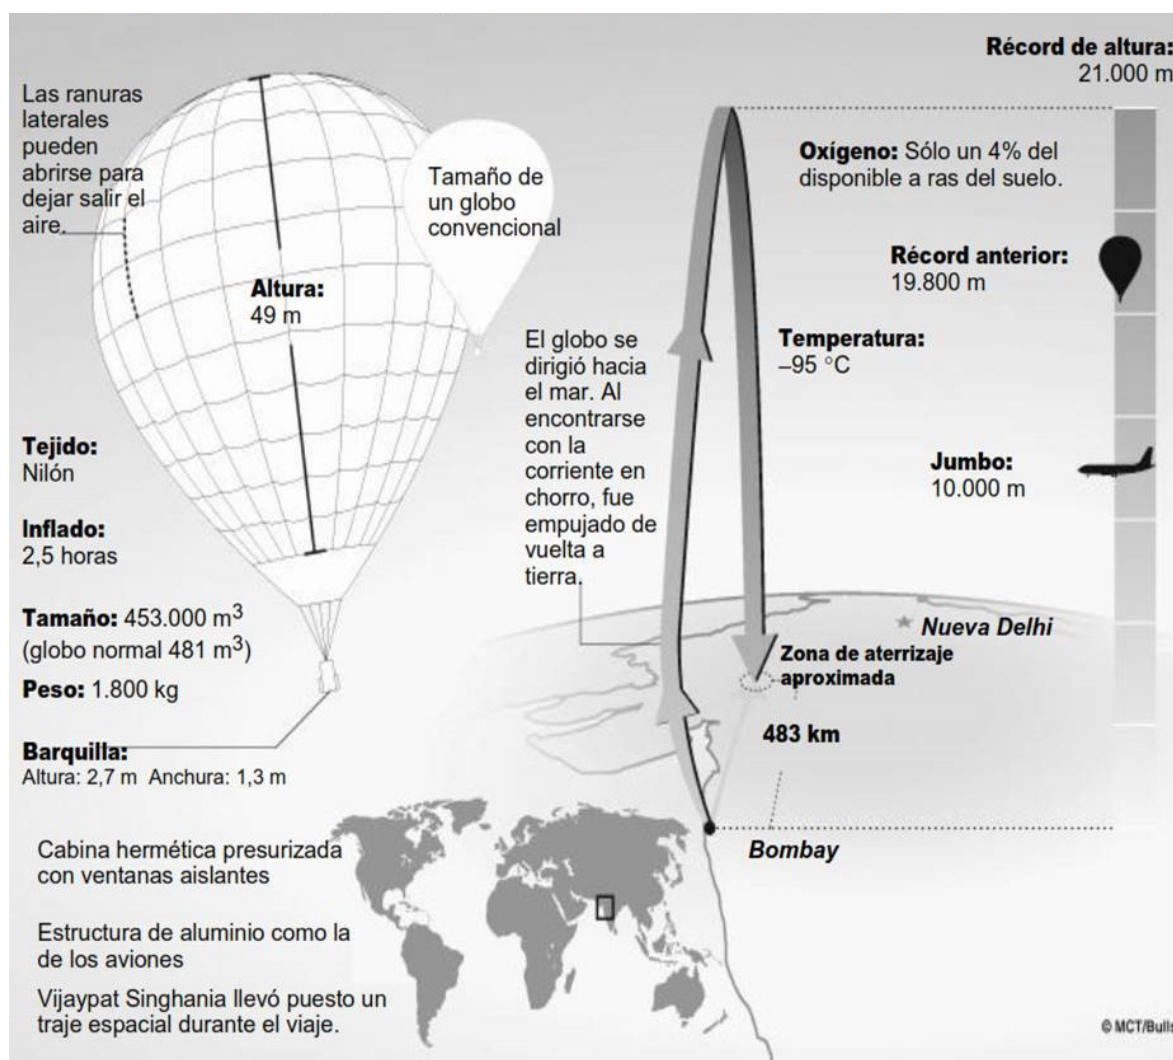 Récord de altura:
21.000 m
Las ranuras
laterales
pueden
abrirse para
dejar salir el
aire.
Tamaño de
un globo
convencional
Oxígeno: Sólo un 4% del
disponible a ras del suelo.
Altura:
49 m
Récord anterior:
19.800 m
El globo se
dirigió hacia
el mar. Al
encontrarse
con la
corriente en
chorro, fue
empujado de
vuelta a
tierra.
Temperatura:
–95 °C
Tejido:
Nilón
Jumbo:
10.000 m
Inflado:
2,5 horas
Tamaño: 453.000 m³
(globo normal 481 m³)
Peso: 1.800 kg
Nueva Delhi
Zona de aterrizaje
aproximada
483 km
Barquilla:
Altura: 2,7 m Anchura: 1,3 m
Bombay
Cabina hermética presurizada
con ventanas aislantes
Estructura de aluminio como la
de los aviones
Vijaypat Singhania llevó puesto un
traje espacial durante el viaje.
© MCT/Bulls